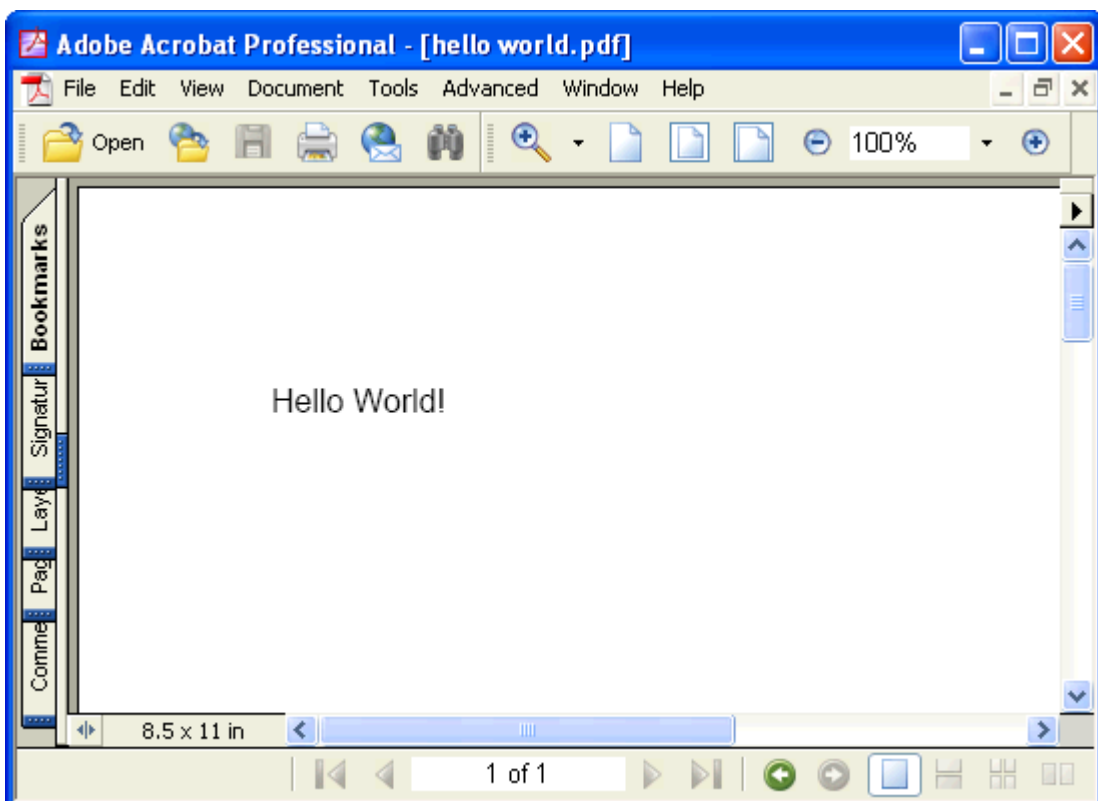 Adobe Acrobat Professional - [hello world.pdf]
File Edit View Document Tools Advanced Window Help
Open 100%
Bookmarks
Signatur
Laye
Pag
Comme
Hello World!
8.5 x 11 in
1 of 1